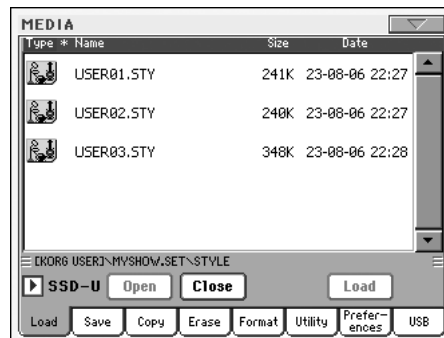 MEDIA
Type * Name Size Date
USER01.STY 241K 23-08-06 22:27
USER02.STY 240K 23-08-06 22:27
USER03.STY 348K 23-08-06 22:28
[KORG USER]\MYSHOW.SET\STYLE
SSD-U Open Close Load
Load Save Copy Erase Format Utility Prefer-ences USB